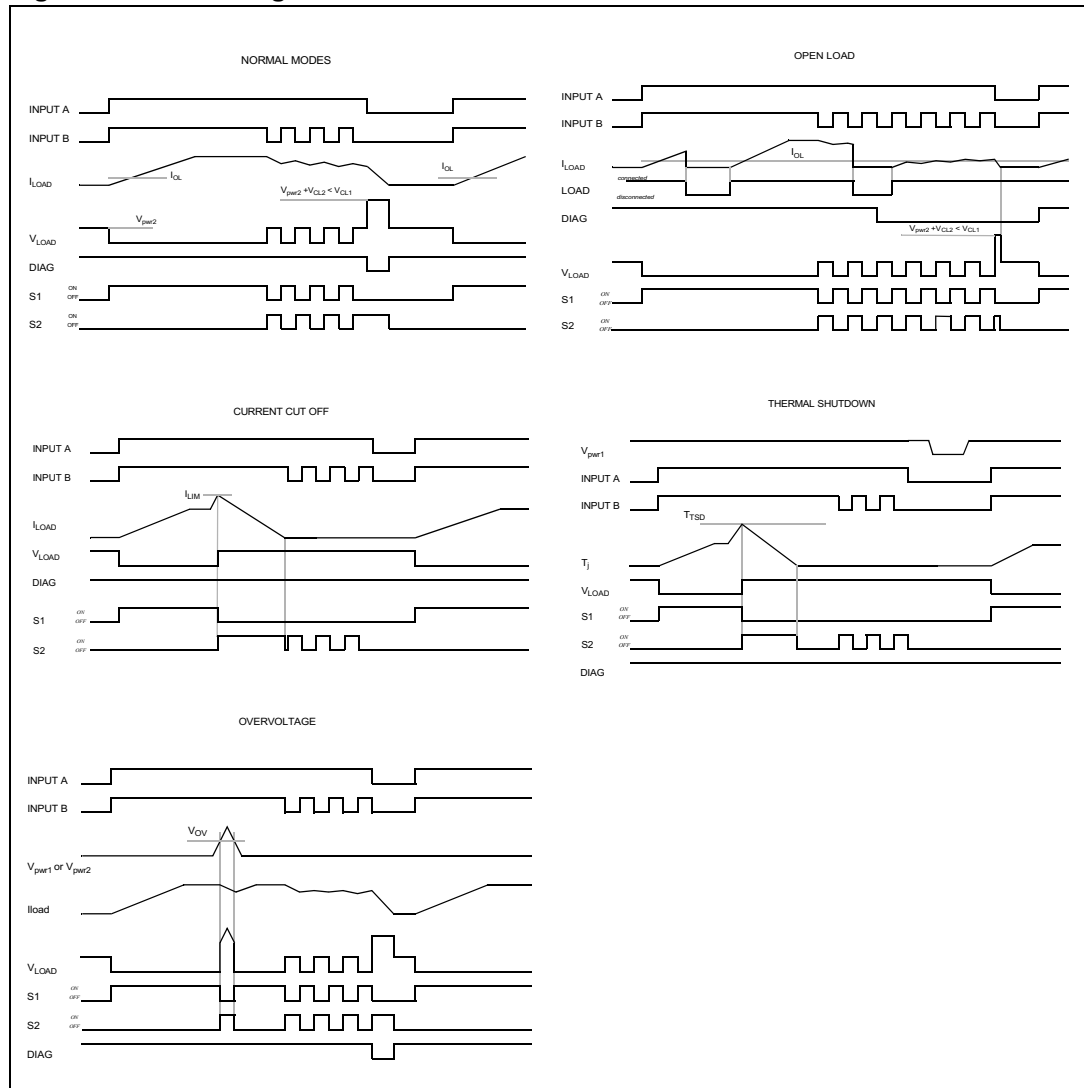 NORMAL MODES
INPUT A
INPUT B
I_OL
I_OL
I_LOAD
V_pwr2 +V_CL2 < V_CL1
V_pwr2
V_LOAD
DIAG
S1 ON OFF
S2 ON OFF
OPEN LOAD
INPUT A
INPUT B
I_OL
I_LOAD
connected
LOAD
disconnected
DIAG
V_pwr2 +V_CL2 < V_CL1
V_LOAD
S1 ON OFF
S2 ON OFF
CURRENT CUT OFF
INPUT A
INPUT B
I_LIM
I_LOAD
V_LOAD
DIAG
S1 ON OFF
S2 ON OFF
THERMAL SHUTDOWN
V_pwr1
INPUT A
INPUT B
T_TSD
T_j
V_LOAD
S1 ON OFF
S2 ON OFF
DIAG
OVERVOLTAGE
INPUT A
INPUT B
V_OV
V_pwr1 or V_pwr2
Iload
V_LOAD
S1 ON OFF
S2 ON OFF
DIAG